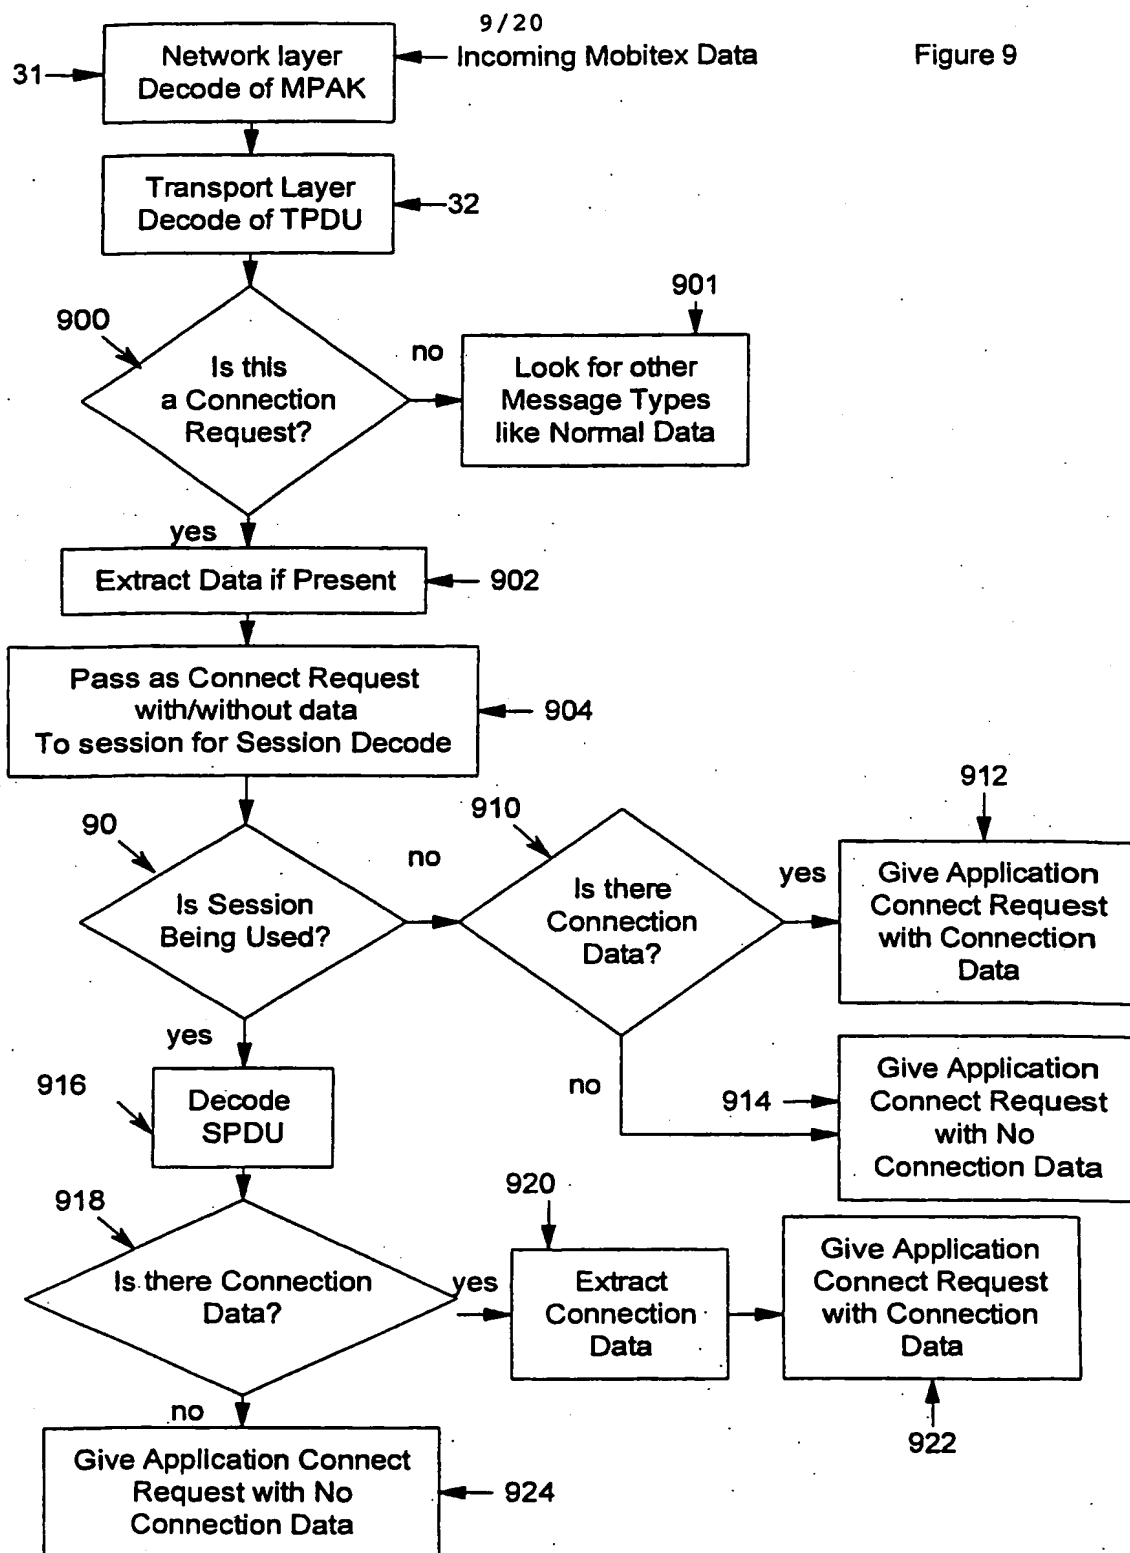 9/20
Figure 9
Incoming Mobitex Data
31
Network layer
Decode of MPAK
Transport Layer
Decode of TPDU
32
900
Is this
a Connection
Request?
no
901
Look for other
Message Types
like Normal Data
yes
Extract Data if Present
902
Pass as Connect Request
with/without data
To session for Session Decode
904
90
Is Session
Being Used?
no
910
Is there
Connection
Data?
yes
912
Give Application
Connect Request
with Connection
Data
no
914
Give Application
Connect Request
with No
Connection Data
yes
916
Decode
SPDU
918
Is there Connection
Data?
yes
920
Extract
Connection
Data
Give Application
Connect Request
with Connection
Data
922
no
Give Application Connect
Request with No
Connection Data
924